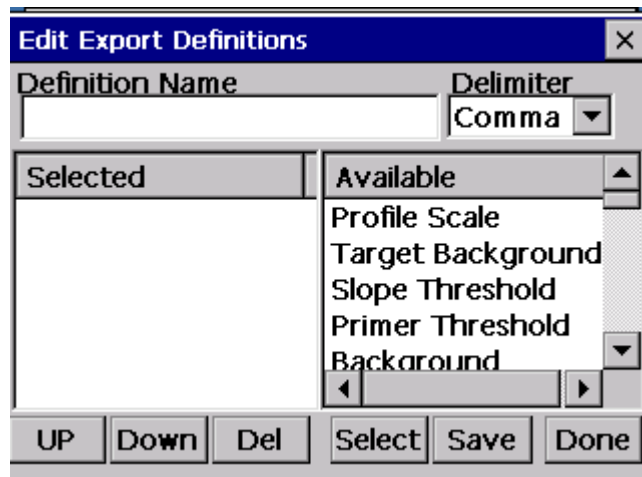 Edit Export Definitions
Definition Name
Delimiter
Comma
Selected
Available
Profile Scale
Target Background
Slope Threshold
Primer Threshold
Background
UP
Down
Del
Select
Save
Done